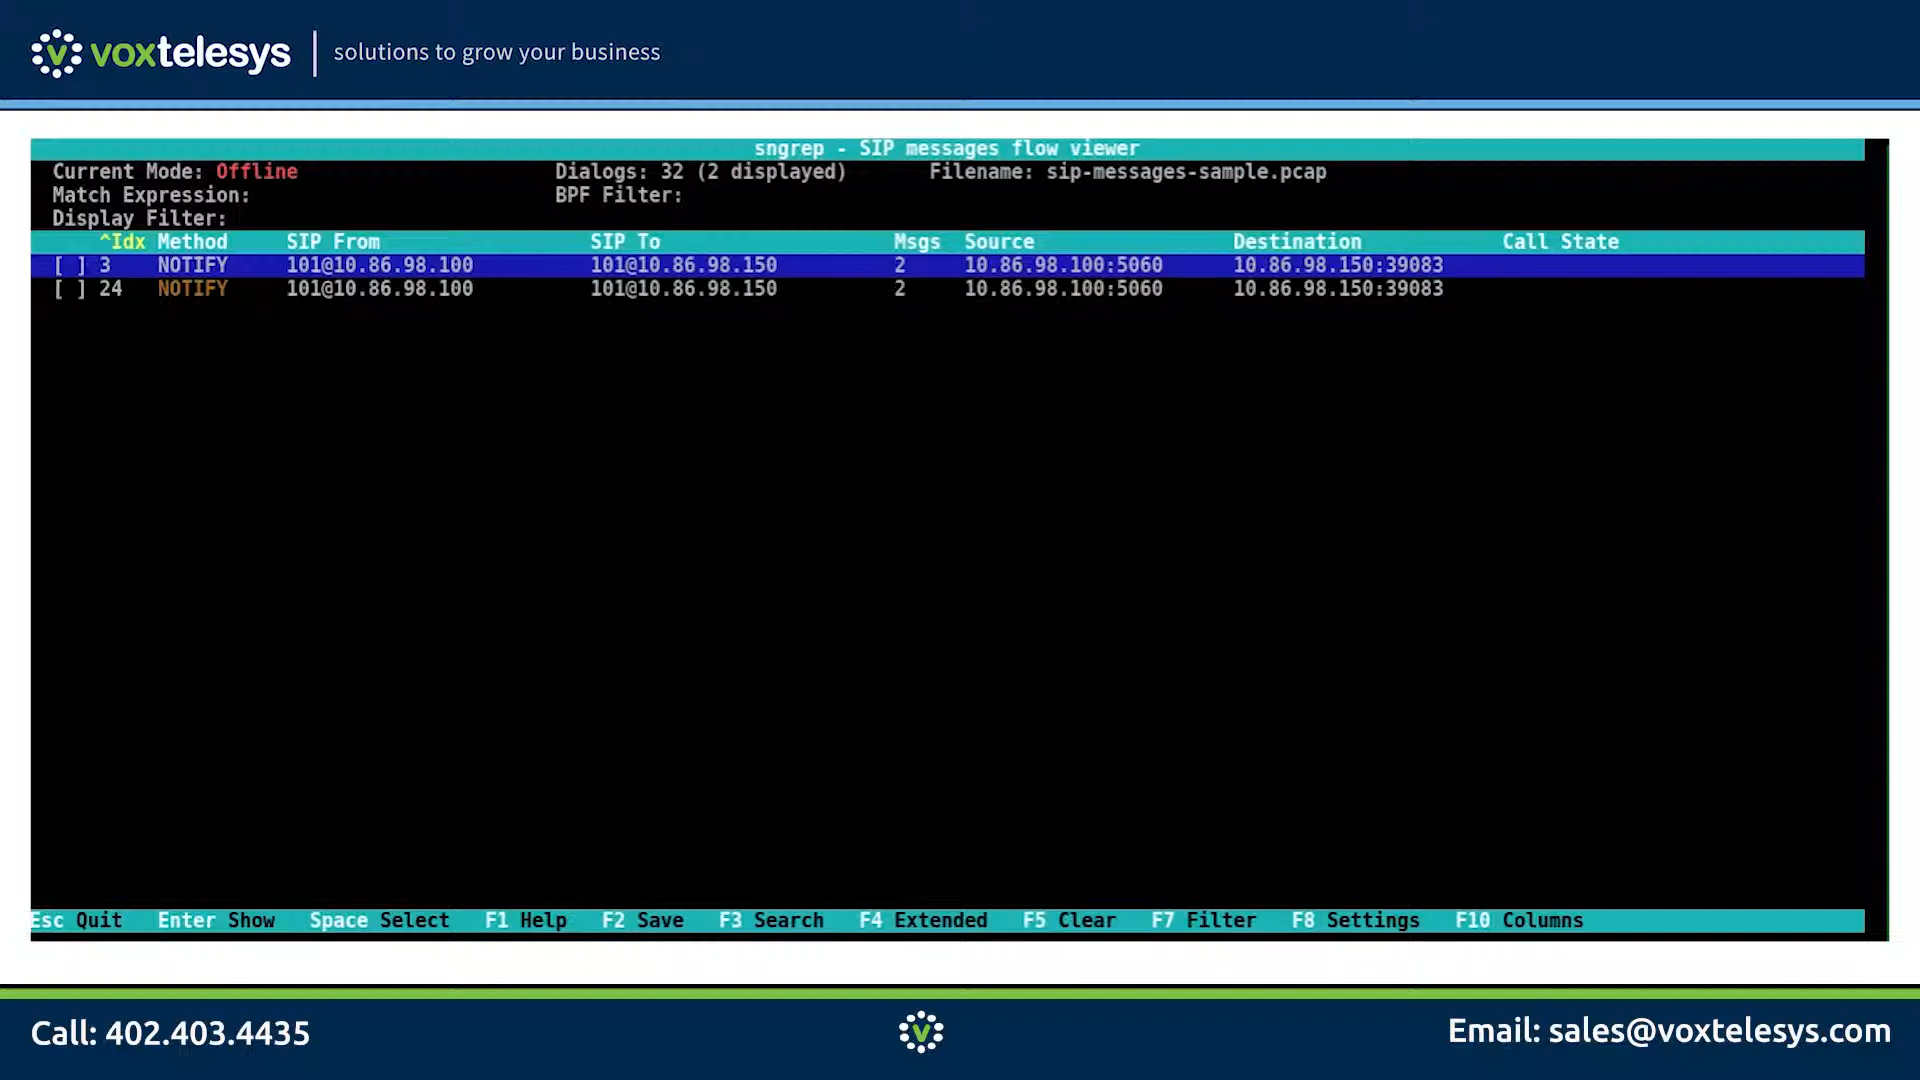 voxtelesys solutions to grow your business
sngrep - SIP messages flow viewer
Current Mode: Offline Dialogs: 32 (2 displayed) Filename: sip-messages-sample.pcap
Match Expression: BPF Filter:
Display Filter:
^Idx Method SIP From SIP To Msgs Source Destination Call State
[ ] 3 NOTIFY 101@10.86.98.100 101@10.86.98.150 2 10.86.98.100:5060 10.86.98.150:39083
[ ] 24 NOTIFY 101@10.86.98.100 101@10.86.98.150 2 10.86.98.100:5060 10.86.98.150:39083
Esc Quit Enter Show Space Select F1 Help F2 Save F3 Search F4 Extended F5 Clear F7 Filter F8 Settings F10 Columns
Call: 402.403.4435 Email: sales@voxtelesys.com